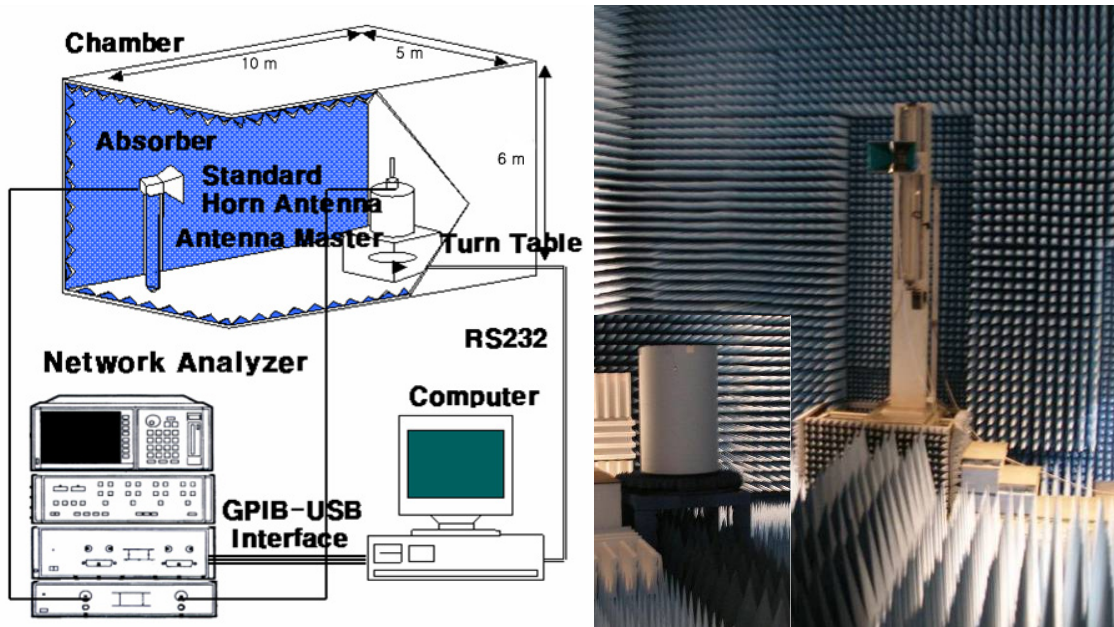 Chamber
10 m
5 m
Absorber
6 m
Standard
Horn Antenna
Antenna Master
Turn Table
RS232
Network Analyzer
Computer
GPIB-USB
Interface